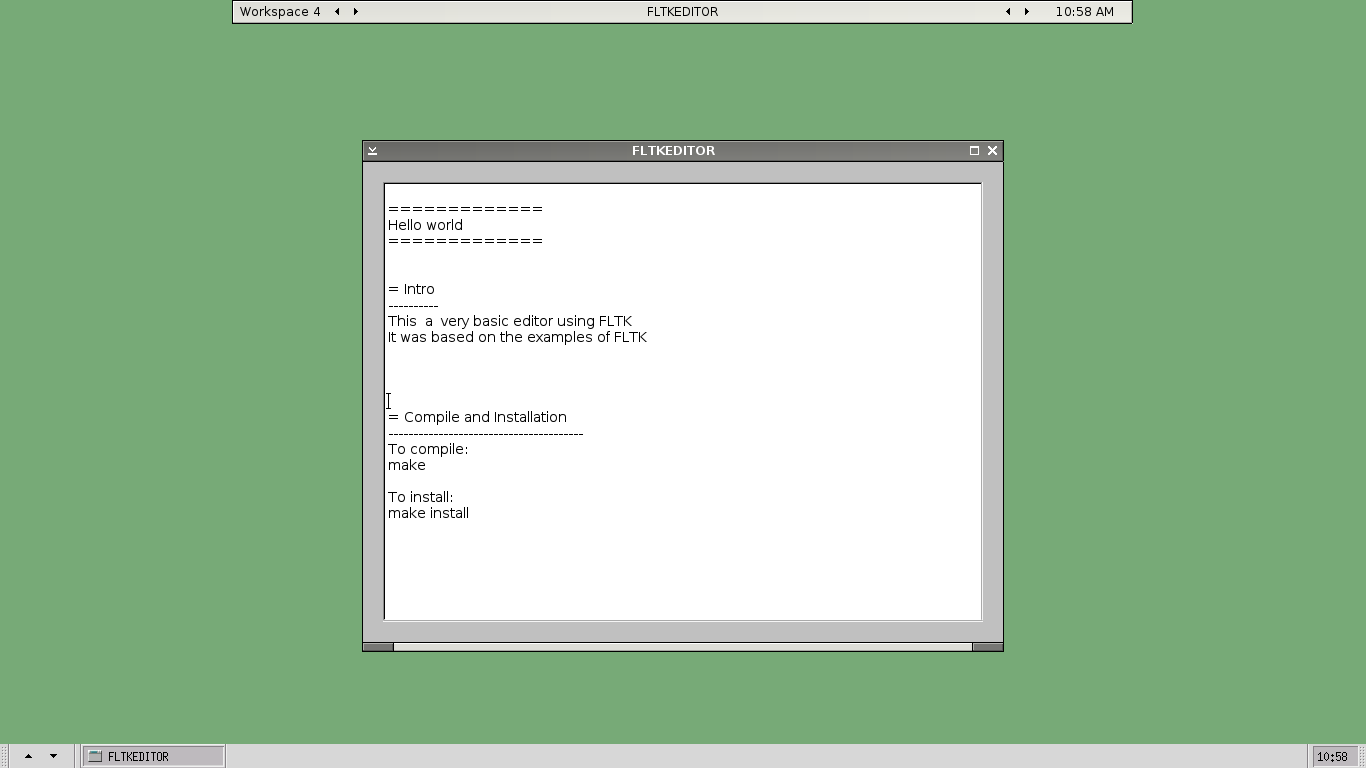 Workspace 4 FLTKEDITOR 10:58 AM
FLTKEDITOR
=============
Hello world
=============
= Intro
----------
This  a  very basic editor using FLTK
It was based on the examples of FLTK
= Compile and Installation
---------------------------------------
To compile:
make
To install:
make install
FLTKEDITOR 10:58